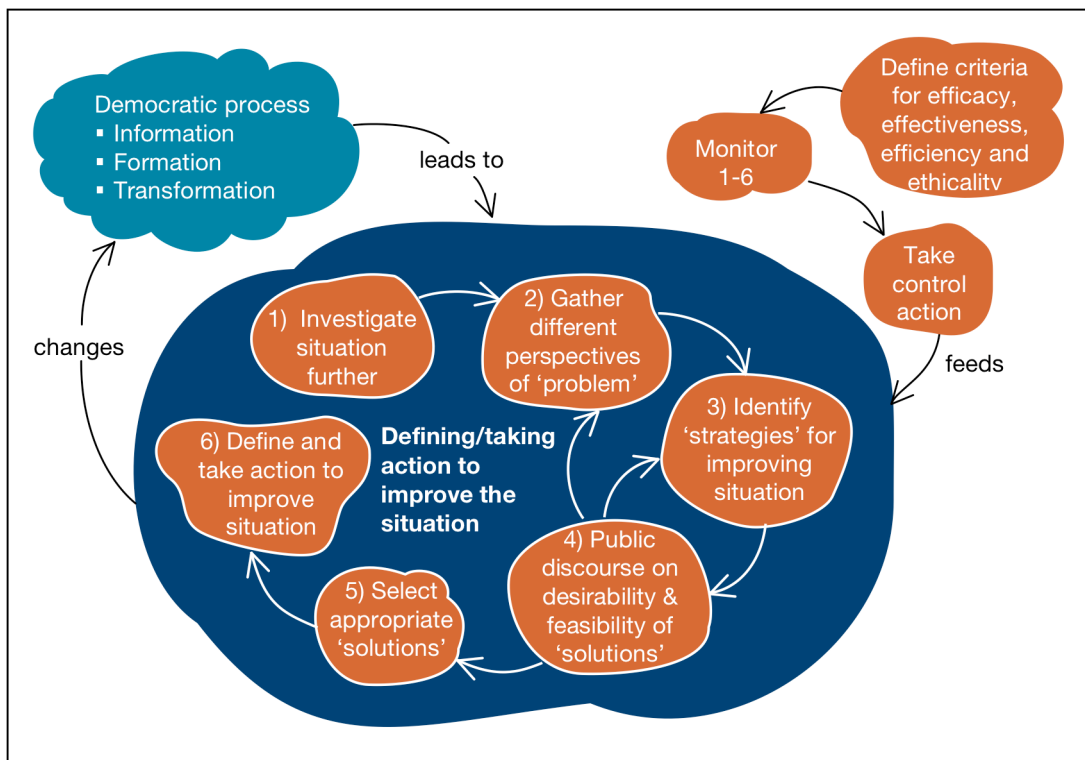 Democratic process
▪ Information
▪ Formation
▪ Transformation
leads to
Define criteria
for efficacy,
effectiveness,
efficiency and
ethicality
Monitor
1-6
Take
control
action
feeds
changes
1) Investigate
situation
further
2) Gather
different
perspectives
of ‘problem’
3) Identify
‘strategies’ for
improving
situation
Defining/taking
action to
improve the
situation
4) Public
discourse on
desirability &
feasibility of
‘solutions’
5) Select
appropriate
‘solutions’
6) Define and
take action to
improve
situation